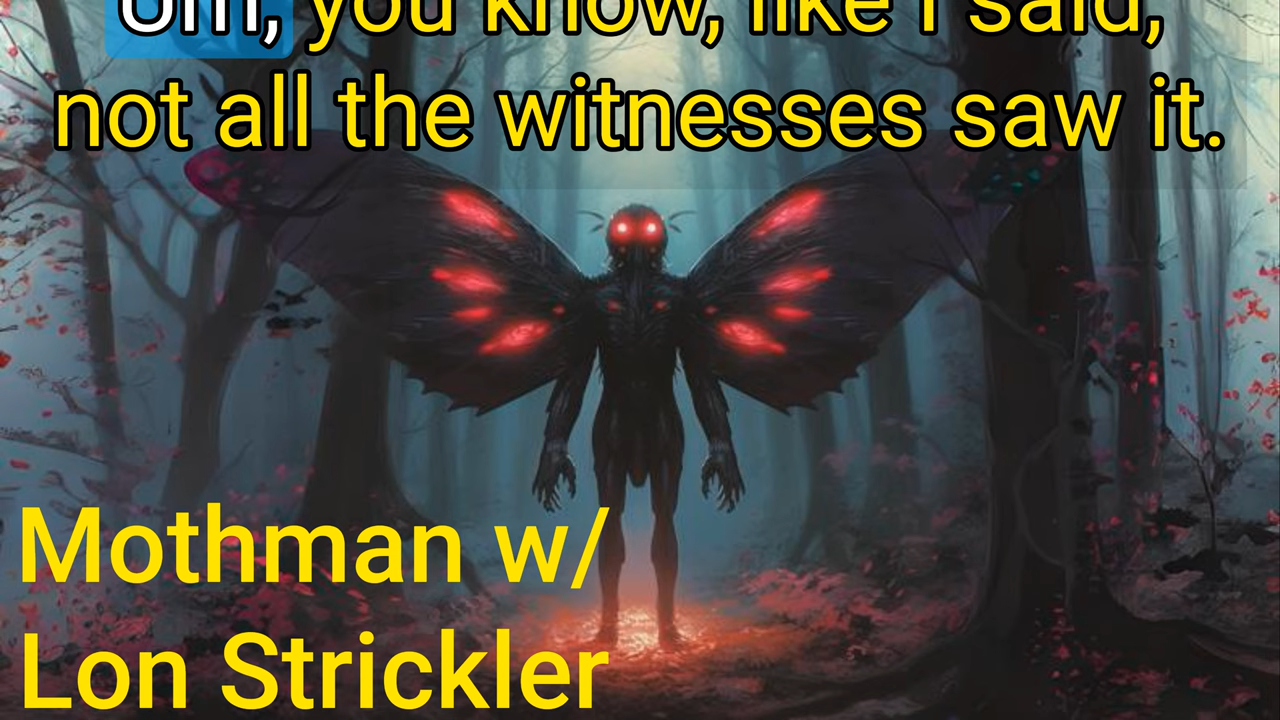 Um, you know, like I said,
not all the witnesses saw it.
Mothman w/
Lon Strickler